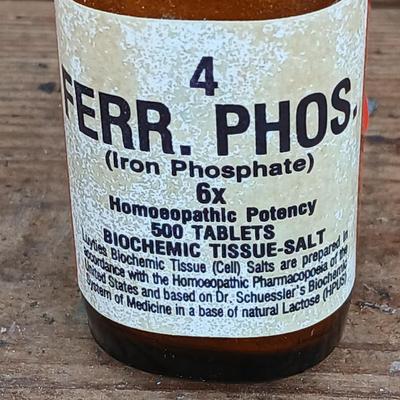 4
FERR. PHOS.
(Iron Phosphate)
6x
Homoeopathic Potency
500 TABLETS
BIOCHEMIC TISSUE-SALT
Luyties Biochemic Tissue (Cell) Salts are prepared in
accordance with the Homoeopathic Pharmacopoeia of the
United States and based on Dr. Schuessler's Biochemic
System of Medicine in a base of natural Lactose (HPUS)